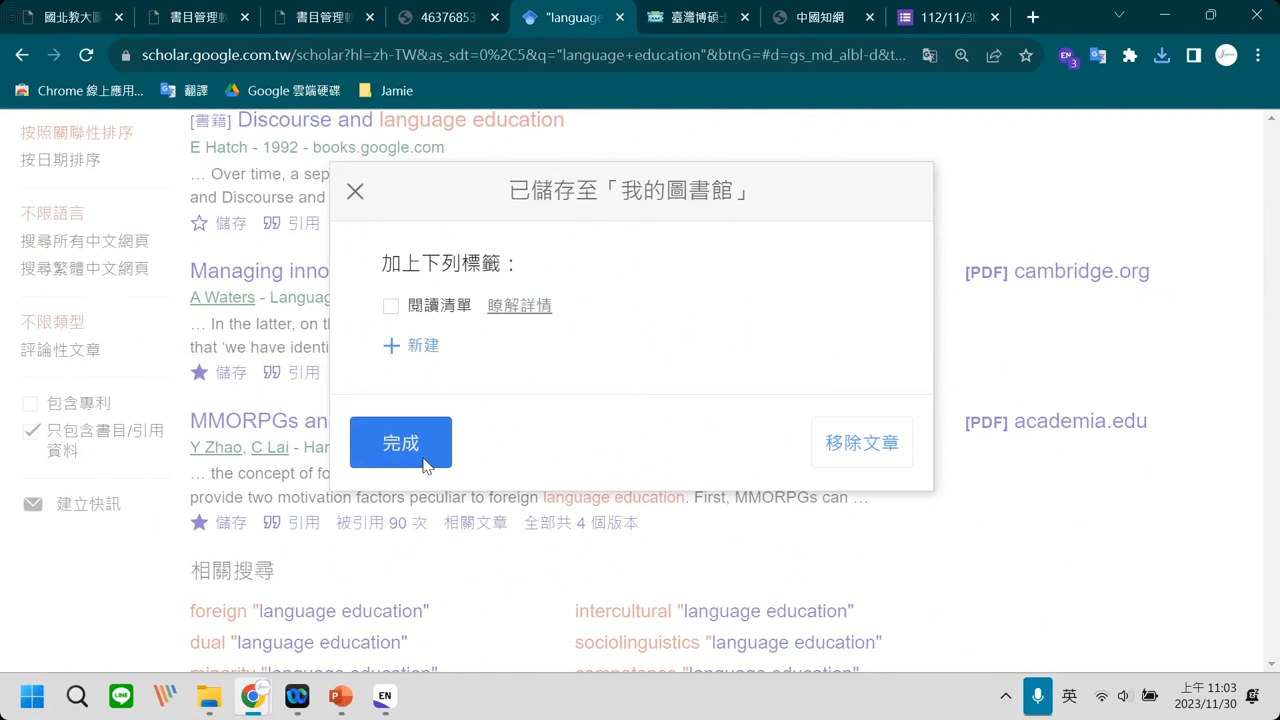 國北教大圖
書目管理軟
書目管理軟
46376853
"language
臺灣博碩士
中國知網
112/11/30
scholar.google.com.tw/scholar?hl=zh-TW&as_sdt=0%2C5&q="language+education"&btnG=#d=gs_md_albl-d&t...
Chrome 線上應用...
翻譯
Google 雲端硬碟
Jamie
按照關聯性排序
按日期排序
不限語言
搜尋所有中文網頁
搜尋繁體中文網頁
不限類型
評論性文章
包含專利
只包含書目/引用
資料
建立快訊
[書籍] Discourse and language education
E Hatch - 1992 - books.google.com
… Over time, a sep
and Discourse and
儲存 引用
Managing inno
[PDF] cambridge.org
A Waters - Languag
… In the latter, on th
that 'we have identi
儲存 引用
MMORPGs an
[PDF] academia.edu
Y Zhao, C Lai - Har
… the concept of fo
provide two motivation factors peculiar to foreign language education. First, MMORPGs can …
儲存 引用 被引用 90 次 相關文章 全部共 4 個版本
相關搜尋
foreign "language education"
intercultural "language education"
dual "language education"
sociolinguistics "language education"
minority "language education"
competence "language education"
已儲存至「我的圖書館」
加上下列標籤：
閱讀清單 瞭解詳情
新建
完成
移除文章
EN
英
上午 11:03
2023/11/30